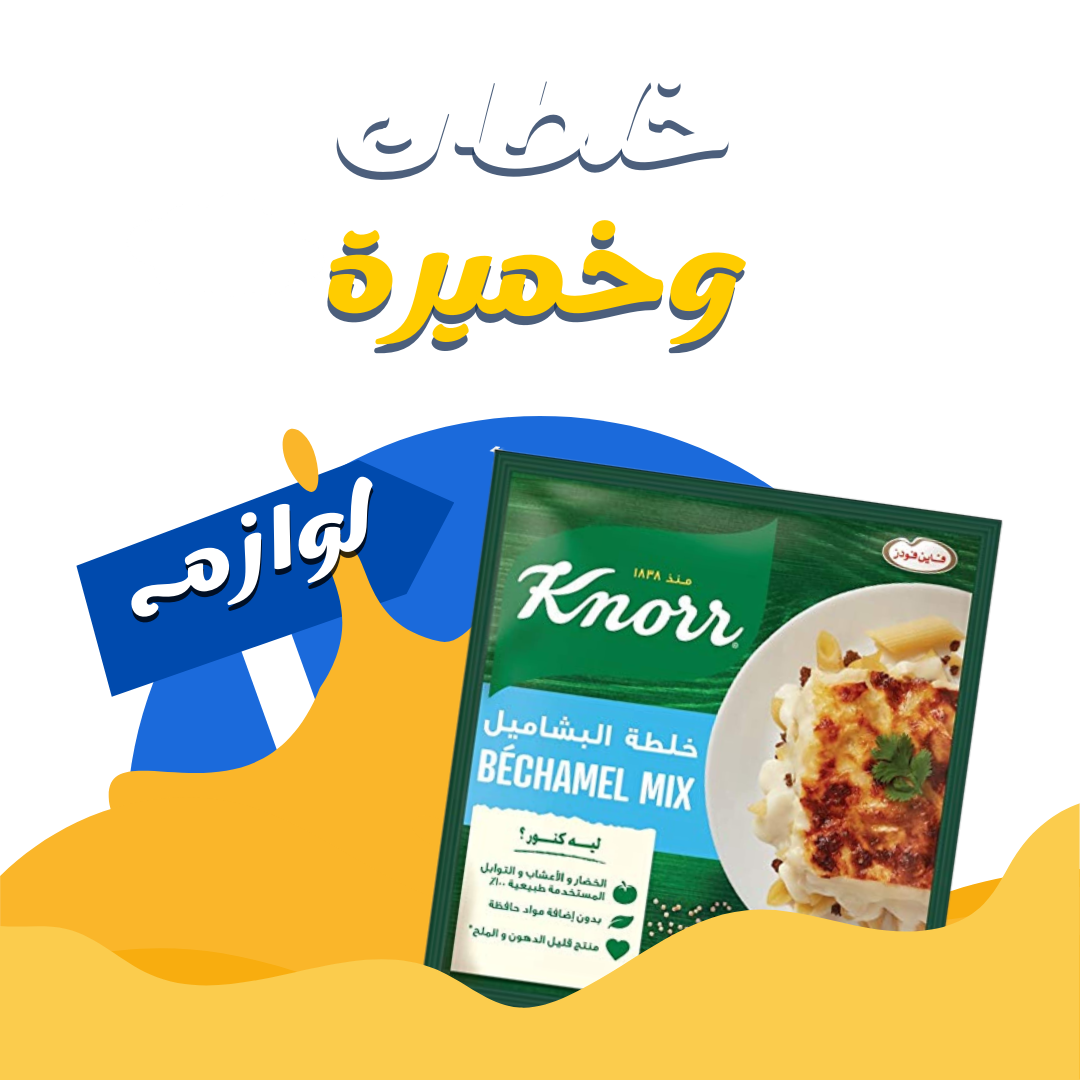 خلطات
وخميرة
لوازمي
فاين فودز
منذ ١٨٣٨
Knorr®
خلطة البشاميل
BÉCHAMEL MIX
ليه كنور؟
الخضار و الأعشاب و التوابل
المستخدمة طبيعية ١٠٠٪
بدون إضافة مواد حافظة
منتج قليل الدهون و الملح*